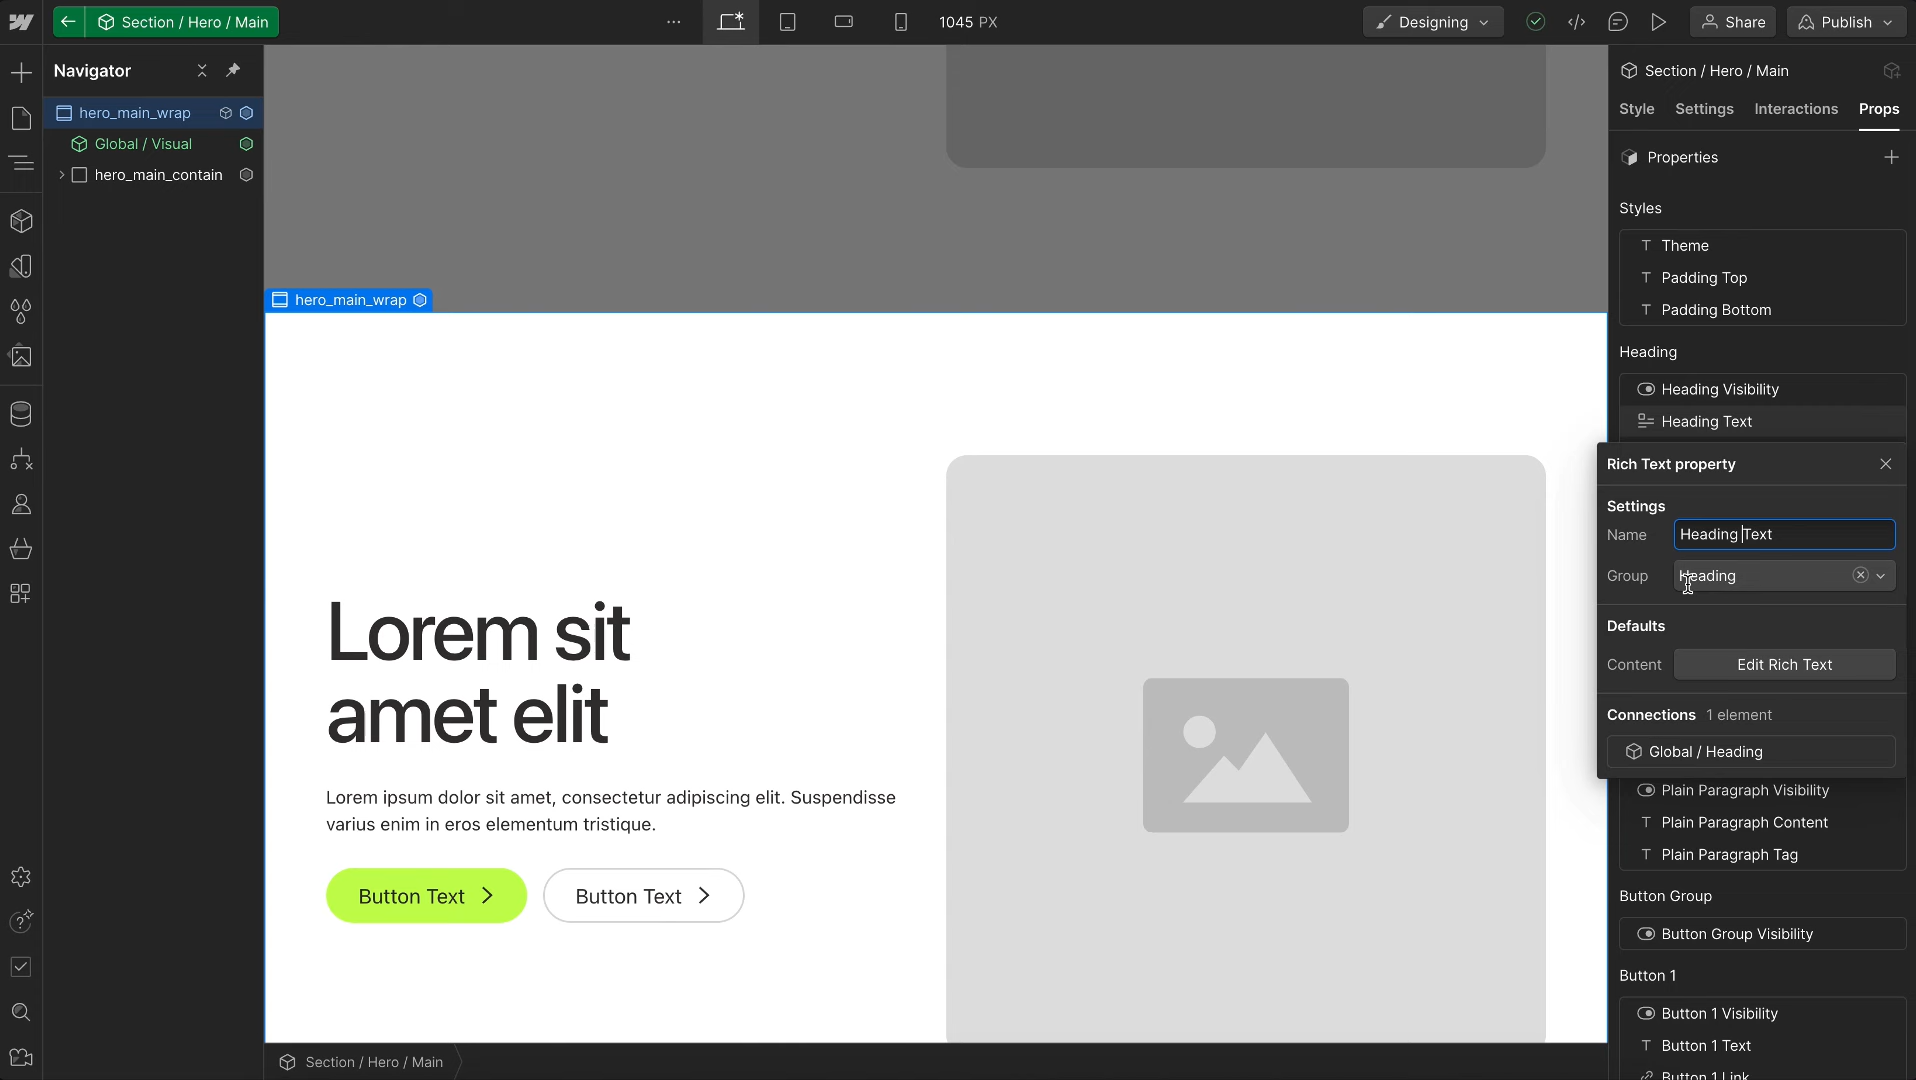 Section / Hero / Main
1045 PX
Designing
Share
Publish
Navigator
hero_main_wrap
Global / Visual
hero_main_contain
hero_main_wrap
Lorem sit
amet elit
Lorem ipsum dolor sit amet, consectetur adipiscing elit. Suspendisse
varius enim in eros elementum tristique.
Button Text
Button Text
Section / Hero / Main
Section / Hero / Main
Style Settings Interactions Props
Properties
Styles
Theme
Padding Top
Padding Bottom
Heading
Heading Visibility
Heading Text
Rich Text property
Settings
Name Heading Text
Group Heading
Defaults
Content Edit Rich Text
Connections 1 element
Global / Heading
Plain Paragraph Visibility
Plain Paragraph Content
Plain Paragraph Tag
Button Group
Button Group Visibility
Button 1
Button 1 Visibility
Button 1 Text
Button 1 Link